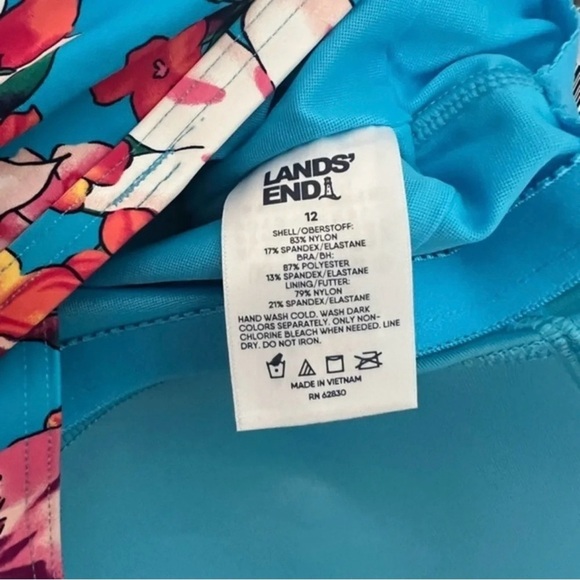 LANDS'
END
12
SHELL/OBERSTOFF:
83% NYLON
17% SPANDEX/ELASTANE
BRA/BH:
87% POLYESTER
13% SPANDEX/ELASTANE
LINING/FUTTER:
79% NYLON
21% SPANDEX/ELASTANE
HAND WASH COLD. WASH DARK
COLORS SEPARATELY. ONLY NON-
CHLORINE BLEACH WHEN NEEDED. LINE
DRY. DO NOT IRON.
MADE IN VIETNAM
RN 62830